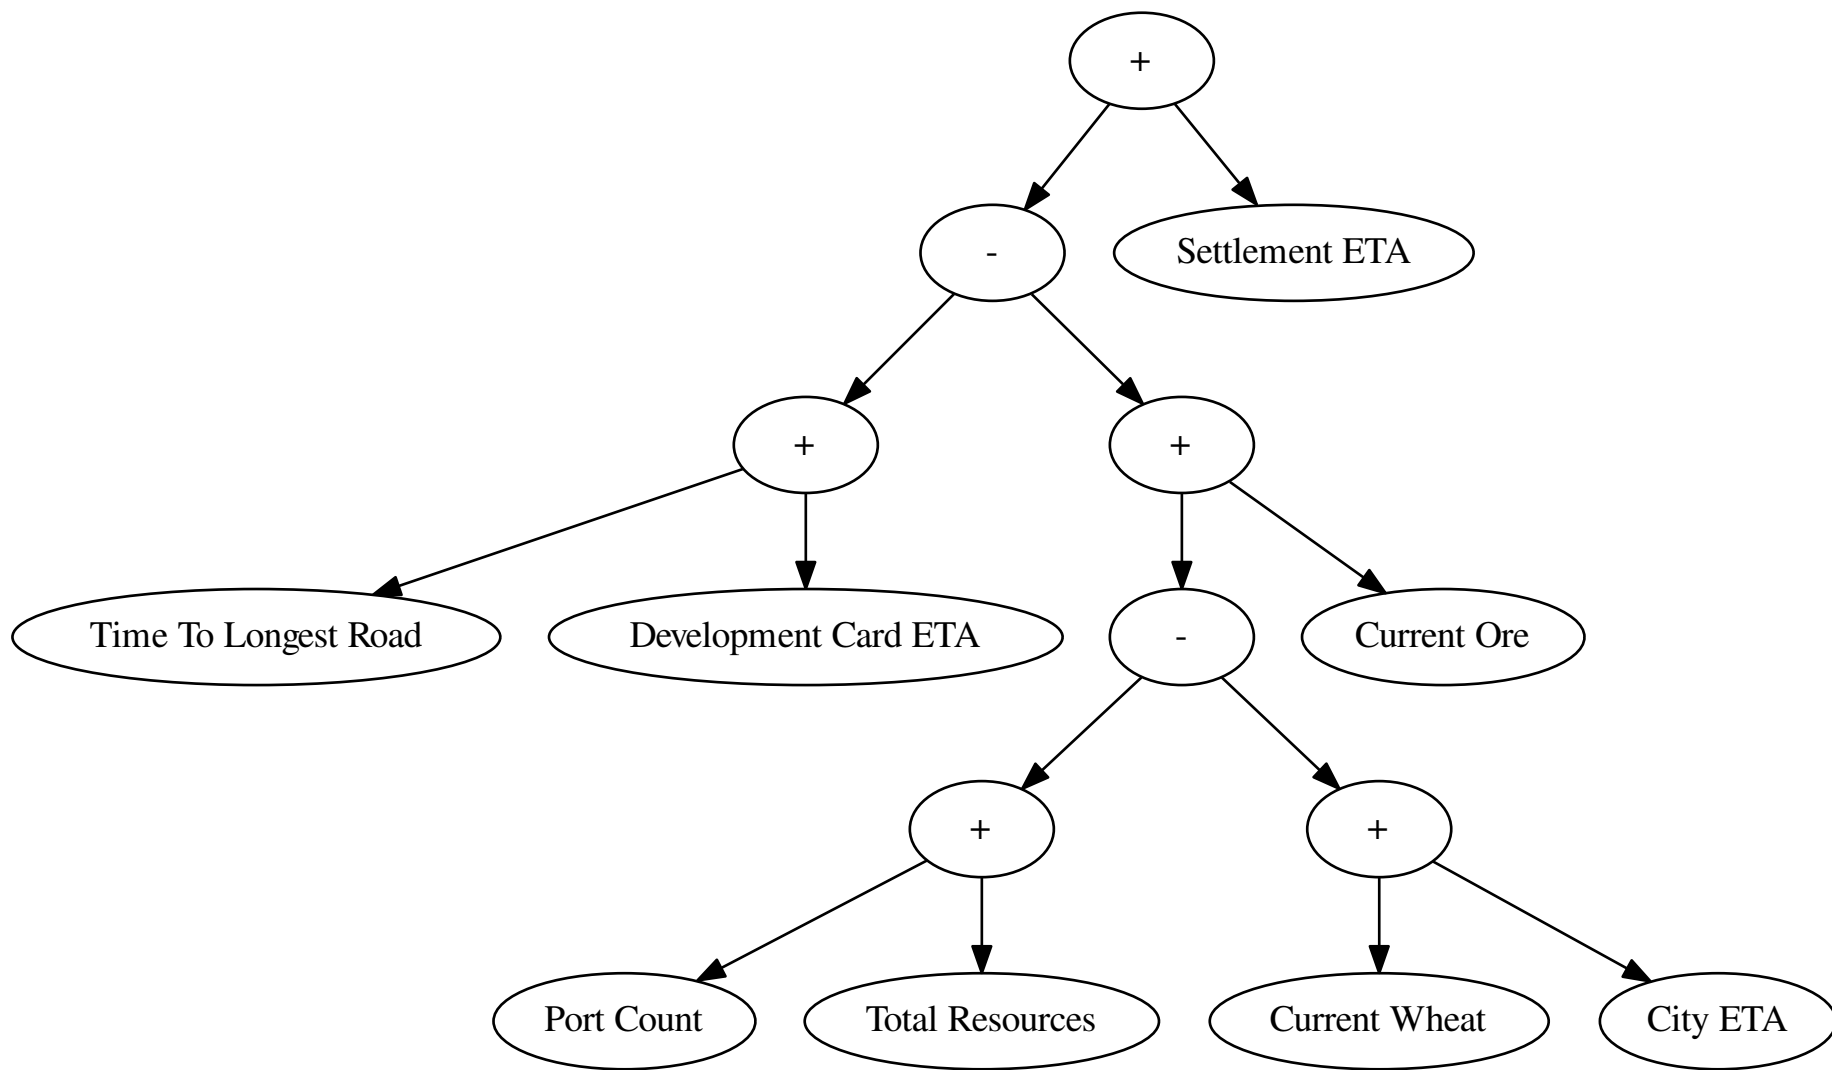 +
-
Settlement ETA
+
+
Time To Longest Road
Development Card ETA
-
Current Ore
+
+
Port Count
Total Resources
Current Wheat
City ETA